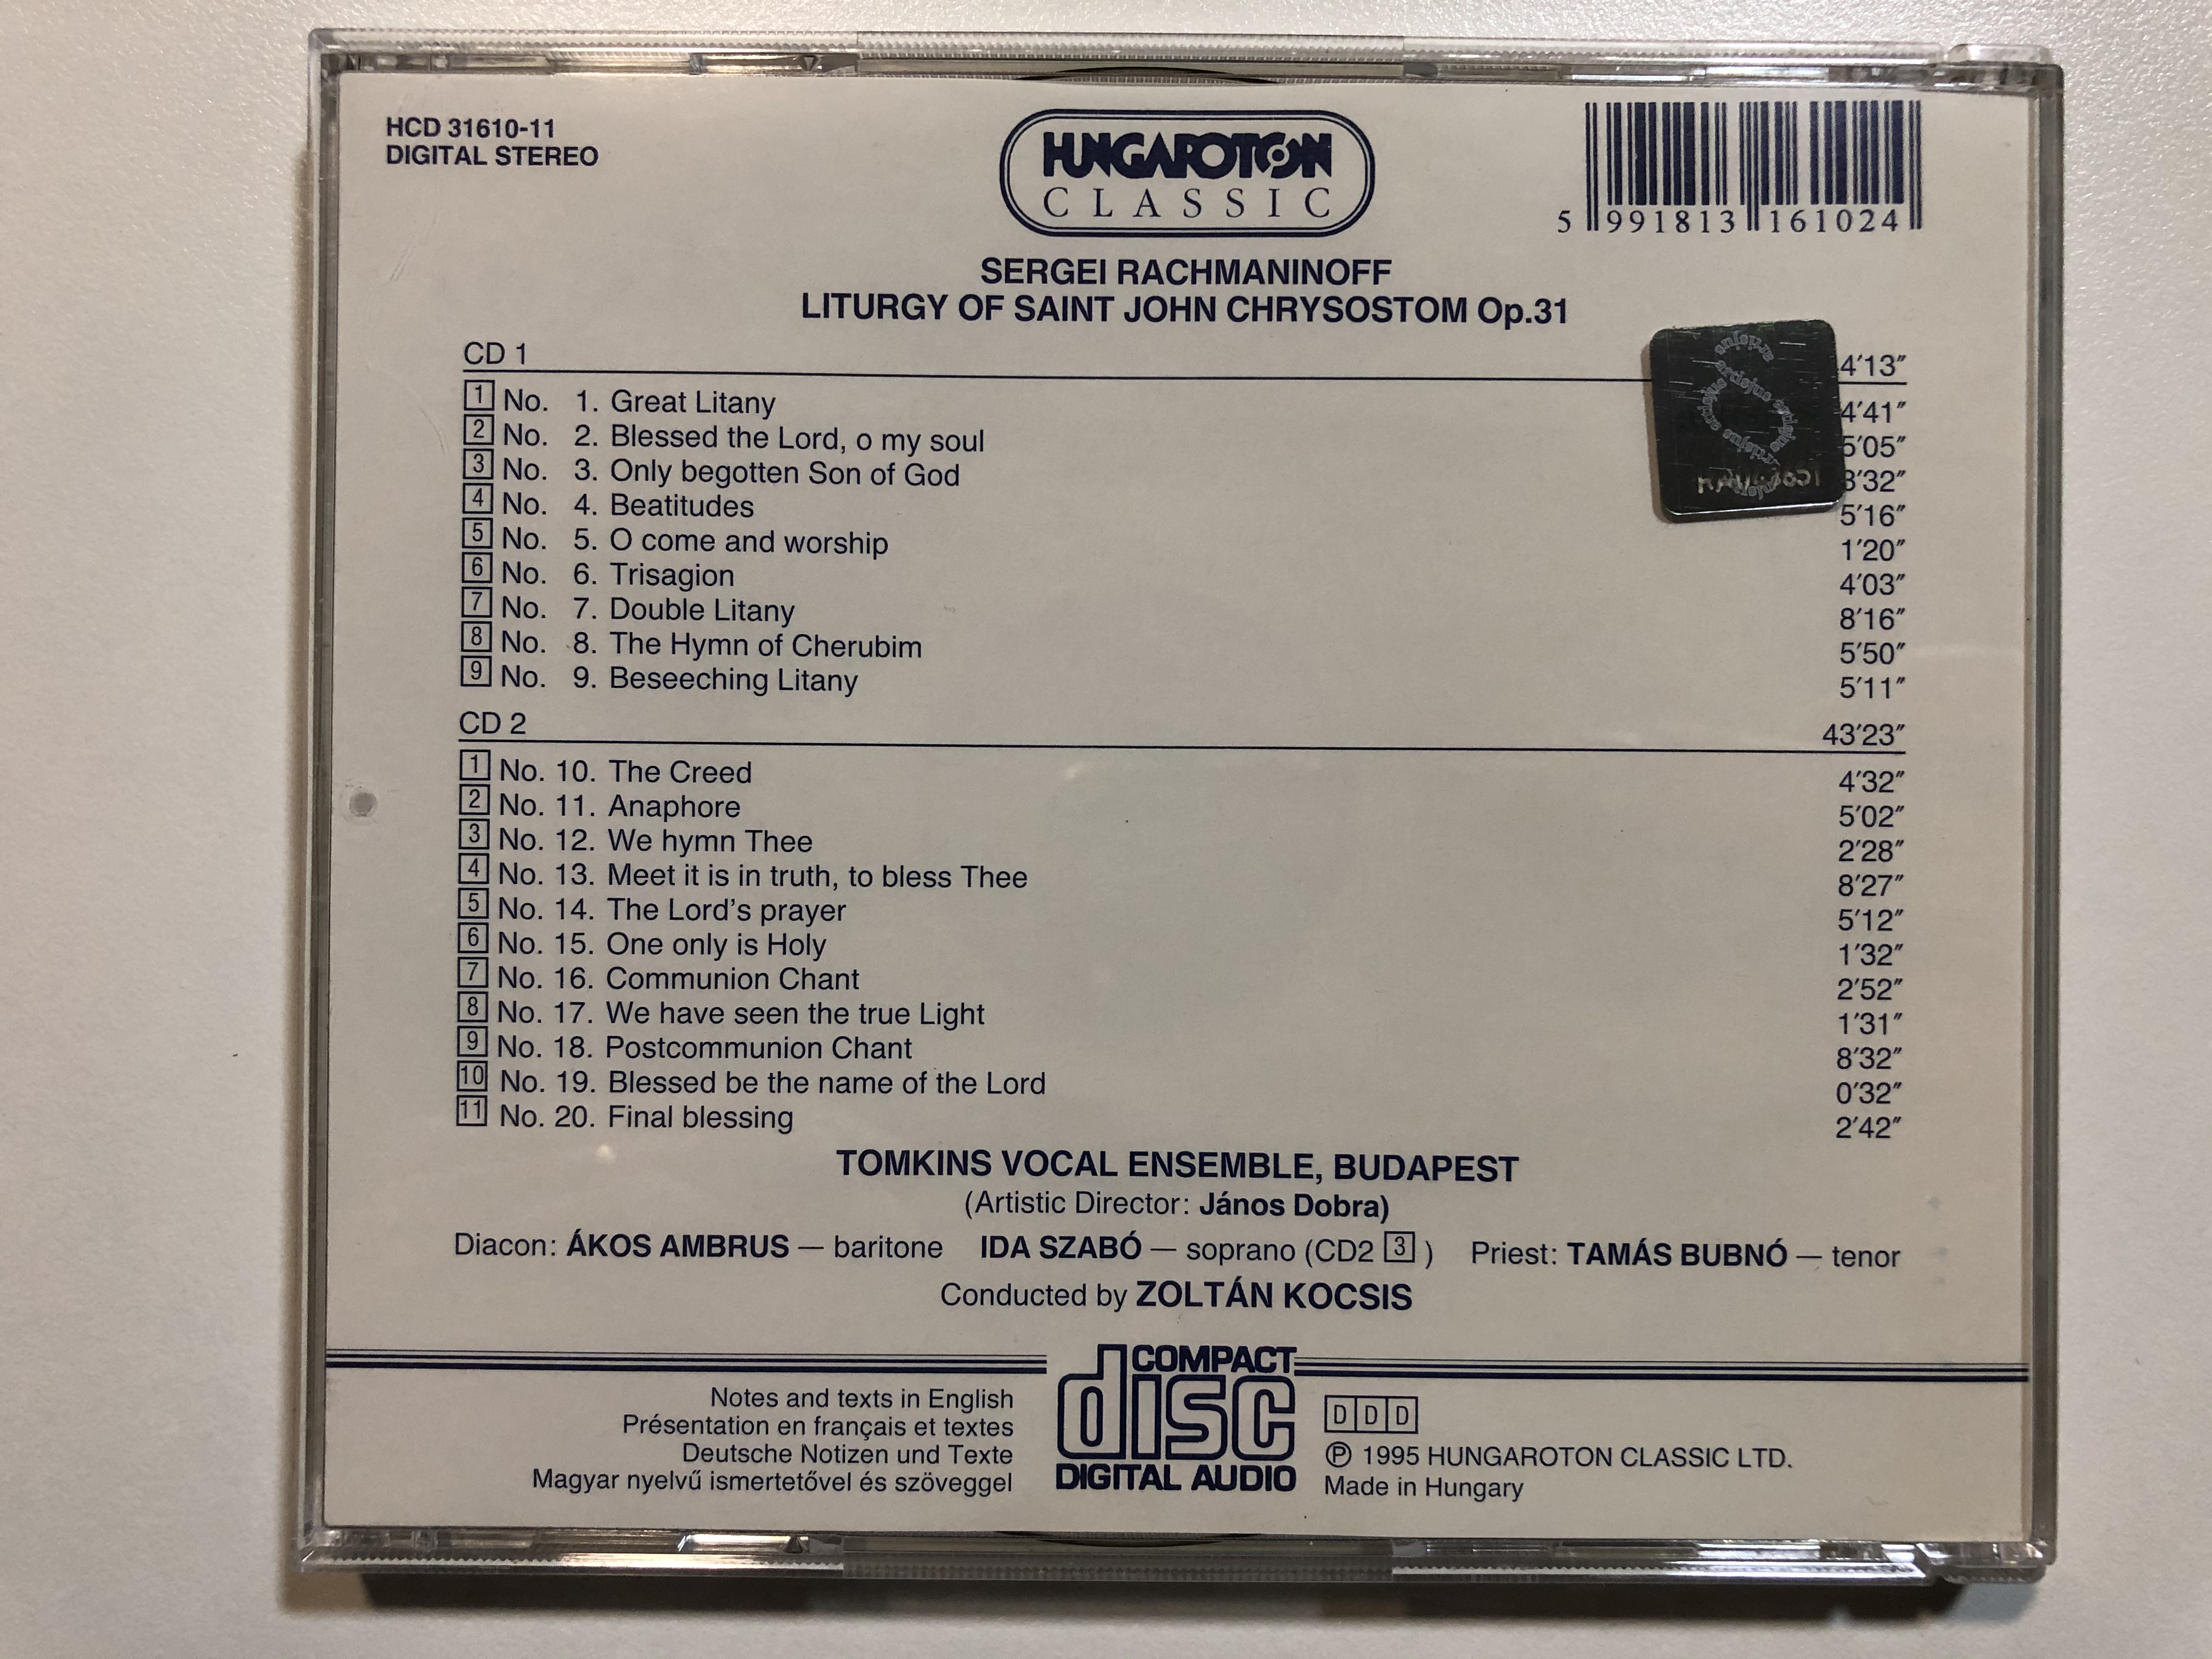 HCD 31610-11
DIGITAL STEREO
HUNGAROTON
CLASSIC
5 991813 161024
SERGEI RACHMANINOFF
LITURGY OF SAINT JOHN CHRYSOSTOM Op.31
CD 1 4′13″
1 No. 1. Great Litany 4′41″
2 No. 2. Blessed the Lord, o my soul 5′05″
3 No. 3. Only begotten Son of God 3′32″
4 No. 4. Beatitudes 5′16″
5 No. 5. O come and worship 1′20″
6 No. 6. Trisagion 4′03″
7 No. 7. Double Litany 8′16″
8 No. 8. The Hymn of Cherubim 5′50″
9 No. 9. Beseeching Litany 5′11″
CD 2 43′23″
1 No. 10. The Creed 4′32″
2 No. 11. Anaphore 5′02″
3 No. 12. We hymn Thee 2′28″
4 No. 13. Meet it is in truth, to bless Thee 8′27″
5 No. 14. The Lord's prayer 5′12″
6 No. 15. One only is Holy 1′32″
7 No. 16. Communion Chant 2′52″
8 No. 17. We have seen the true Light 1′31″
9 No. 18. Postcommunion Chant 8′32″
10 No. 19. Blessed be the name of the Lord 0′32″
11 No. 20. Final blessing 2′42″
TOMKINS VOCAL ENSEMBLE, BUDAPEST
(Artistic Director: János Dobra)
Diacon: ÁKOS AMBRUS — baritone IDA SZABÓ — soprano (CD2 3 ) Priest: TAMÁS BUBNÓ — tenor
Conducted by ZOLTÁN KOCSIS
Notes and texts in English
Présentation en français et textes
Deutsche Notizen und Texte
Magyar nyelvű ismertetővel és szöveggel
COMPACT
disc
DIGITAL AUDIO
DDD
℗ 1995 HUNGAROTON CLASSIC LTD.
Made in Hungary
artisjus artisjus artisjus